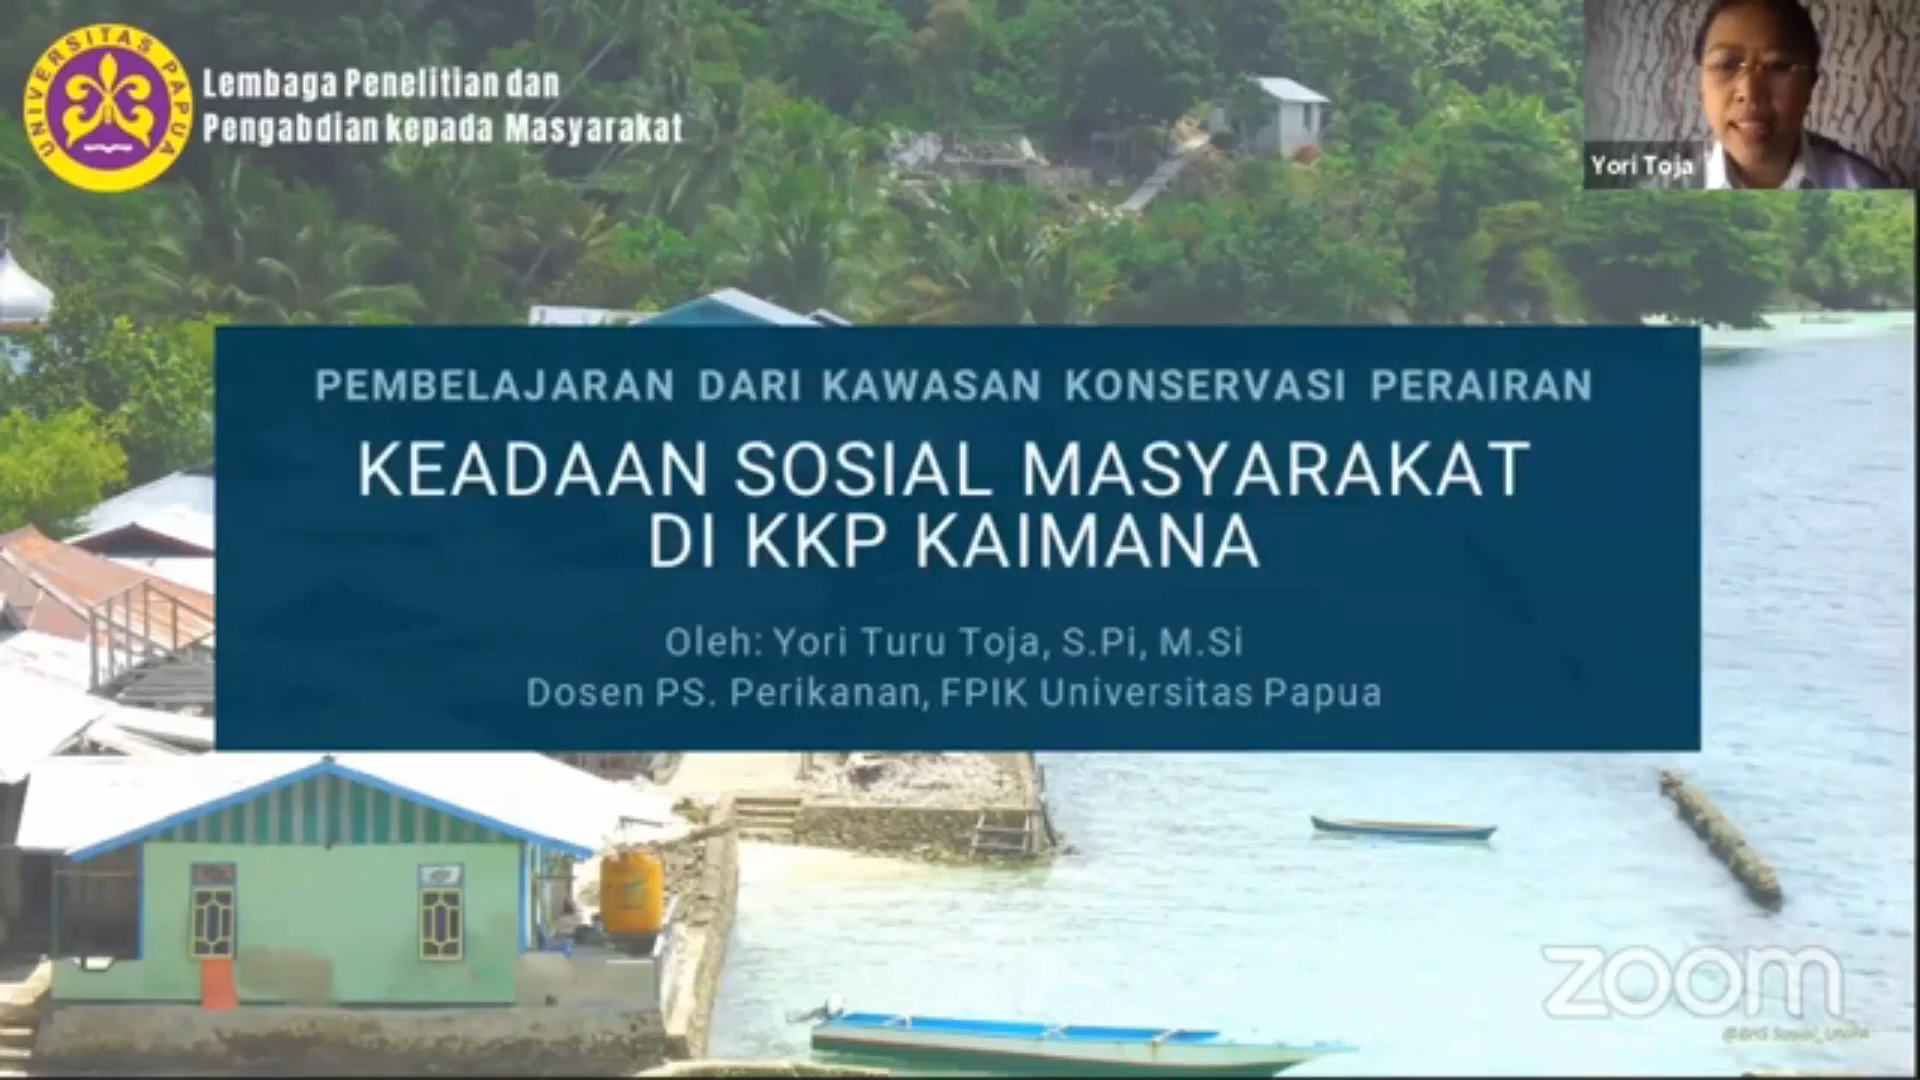 UNIVERSITAS PAPUA
Lembaga Penelitian dan
Pengabdian kepada Masyarakat
Yori Toja
PEMBELAJARAN DARI KAWASAN KONSERVASI PERAIRAN
KEADAAN SOSIAL MASYARAKAT
DI KKP KAIMANA
Oleh: Yori Turu Toja, S.Pi, M.Si
Dosen PS. Perikanan, FPIK Universitas Papua
zoom